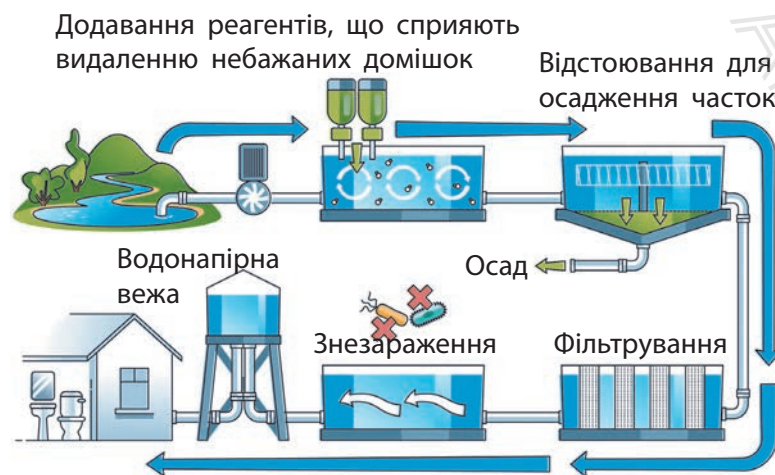 Додавання реагентів, що сприяють
видаленню небажаних домішок
Відстоювання для
осадження часток
Осад
Водонапірна
вежа
Знезараження
Фільтрування